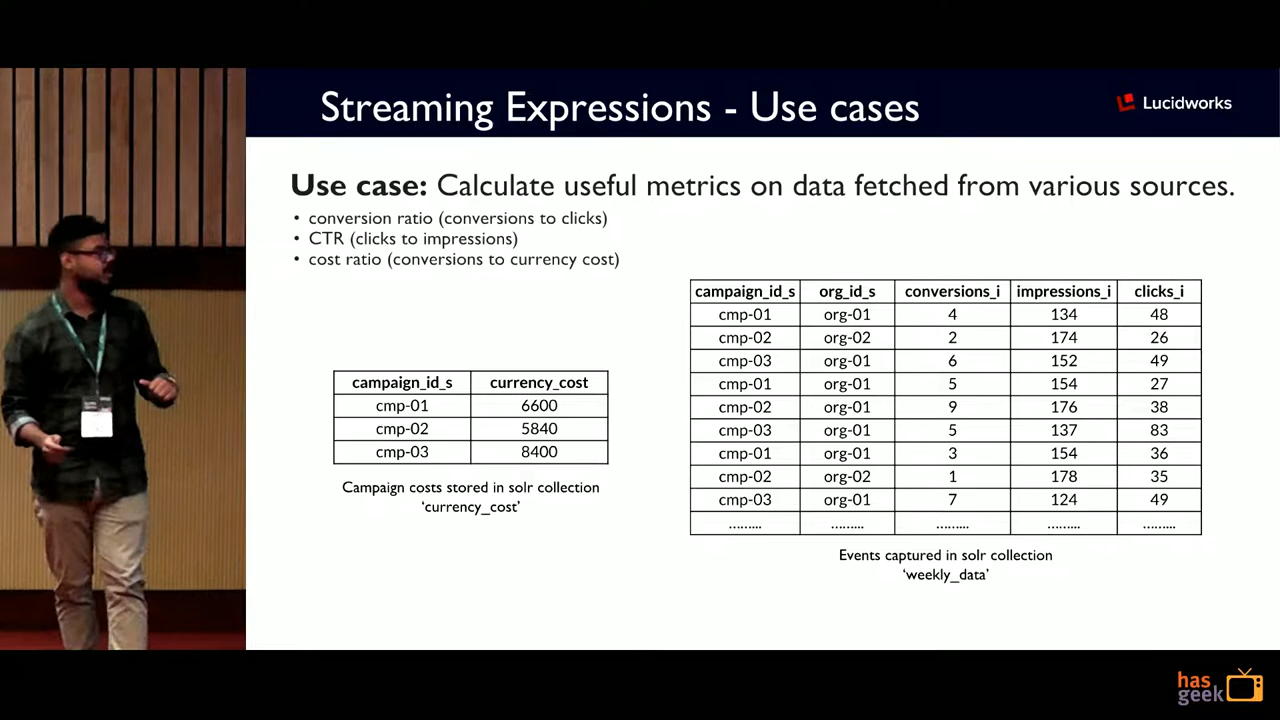 Streaming Expressions - Use cases
Lucidworks
Use case: Calculate useful metrics on data fetched from various sources.
• conversion ratio (conversions to clicks)
• CTR (clicks to impressions)
• cost ratio (conversions to currency cost)
campaign_id_s currency_cost
cmp-01 6600
cmp-02 5840
cmp-03 8400
Campaign costs stored in solr collection
‘currency_cost’
campaign_id_s org_id_s conversions_i impressions_i clicks_i
cmp-01 org-01 4 134 48
cmp-02 org-02 2 174 26
cmp-03 org-01 6 152 49
cmp-01 org-01 5 154 27
cmp-02 org-01 9 176 38
cmp-03 org-01 5 137 83
cmp-01 org-01 3 154 36
cmp-02 org-02 1 178 35
cmp-03 org-01 7 124 49
......... ......... ......... ......... .........
Events captured in solr collection
‘weekly_data’
has
geek